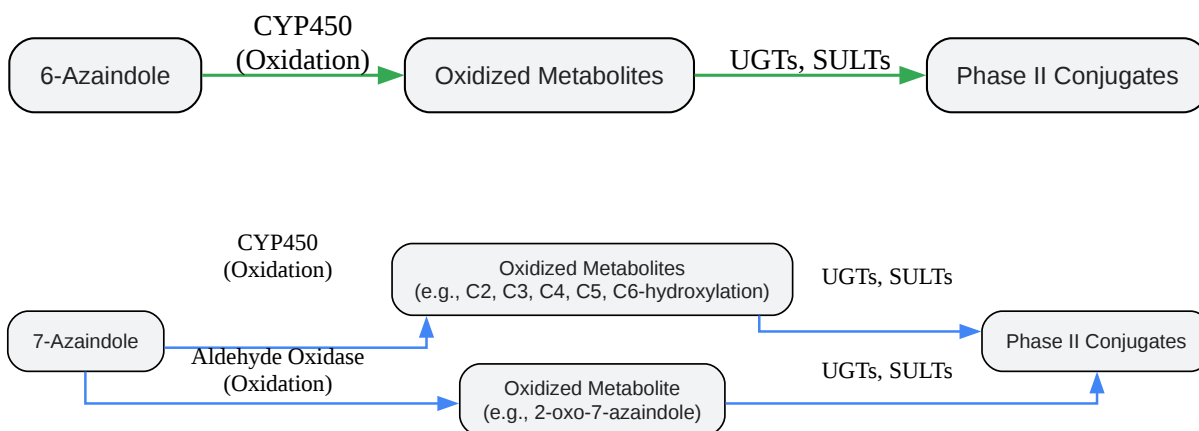 CYP450
(Oxidation)
6-Azaindole
Oxidized Metabolites
UGTs, SULTs
Phase II Conjugates
CYP450
(Oxidation)
Oxidized Metabolites
(e.g., C2, C3, C4, C5, C6-hydroxylation)
UGTs, SULTs
7-Azaindole
Phase II Conjugates
Aldehyde Oxidase
(Oxidation)
Oxidized Metabolite
(e.g., 2-oxo-7-azaindole)
UGTs, SULTs